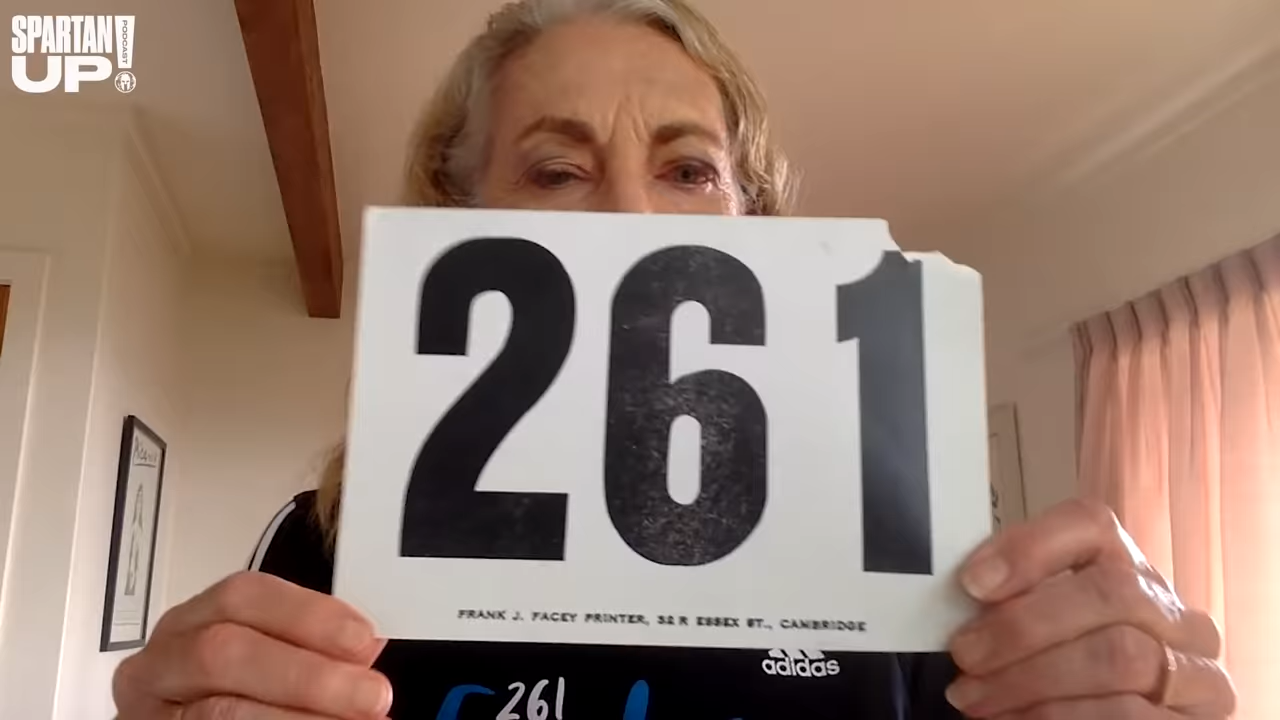 SPARTAN
UP!
PODCAST
261
FRANK J. FACEY PRINTER, 32 R ESSEX ST., CAMBRIDGE
adidas
261